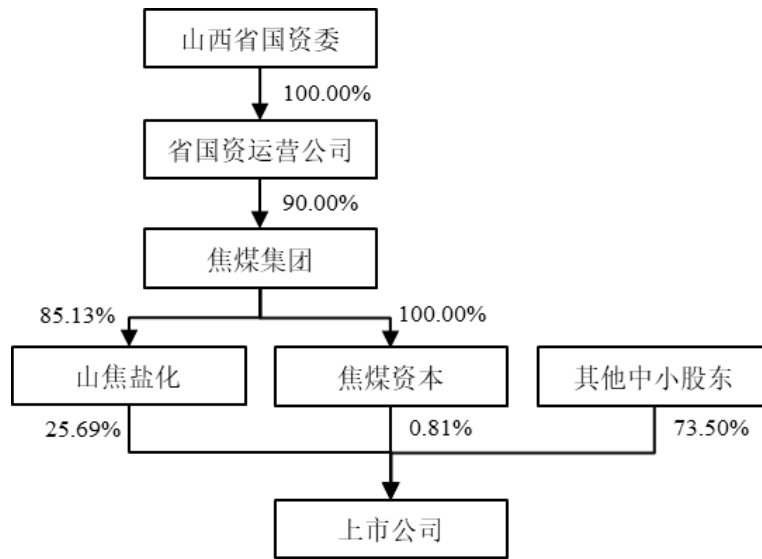 山西省国资委
100.00%
省国资运营公司
90.00%
焦煤集团
85.13%
100.00%
山焦盐化
焦煤资本
其他中小股东
25.69%
0.81%
73.50%
上市公司